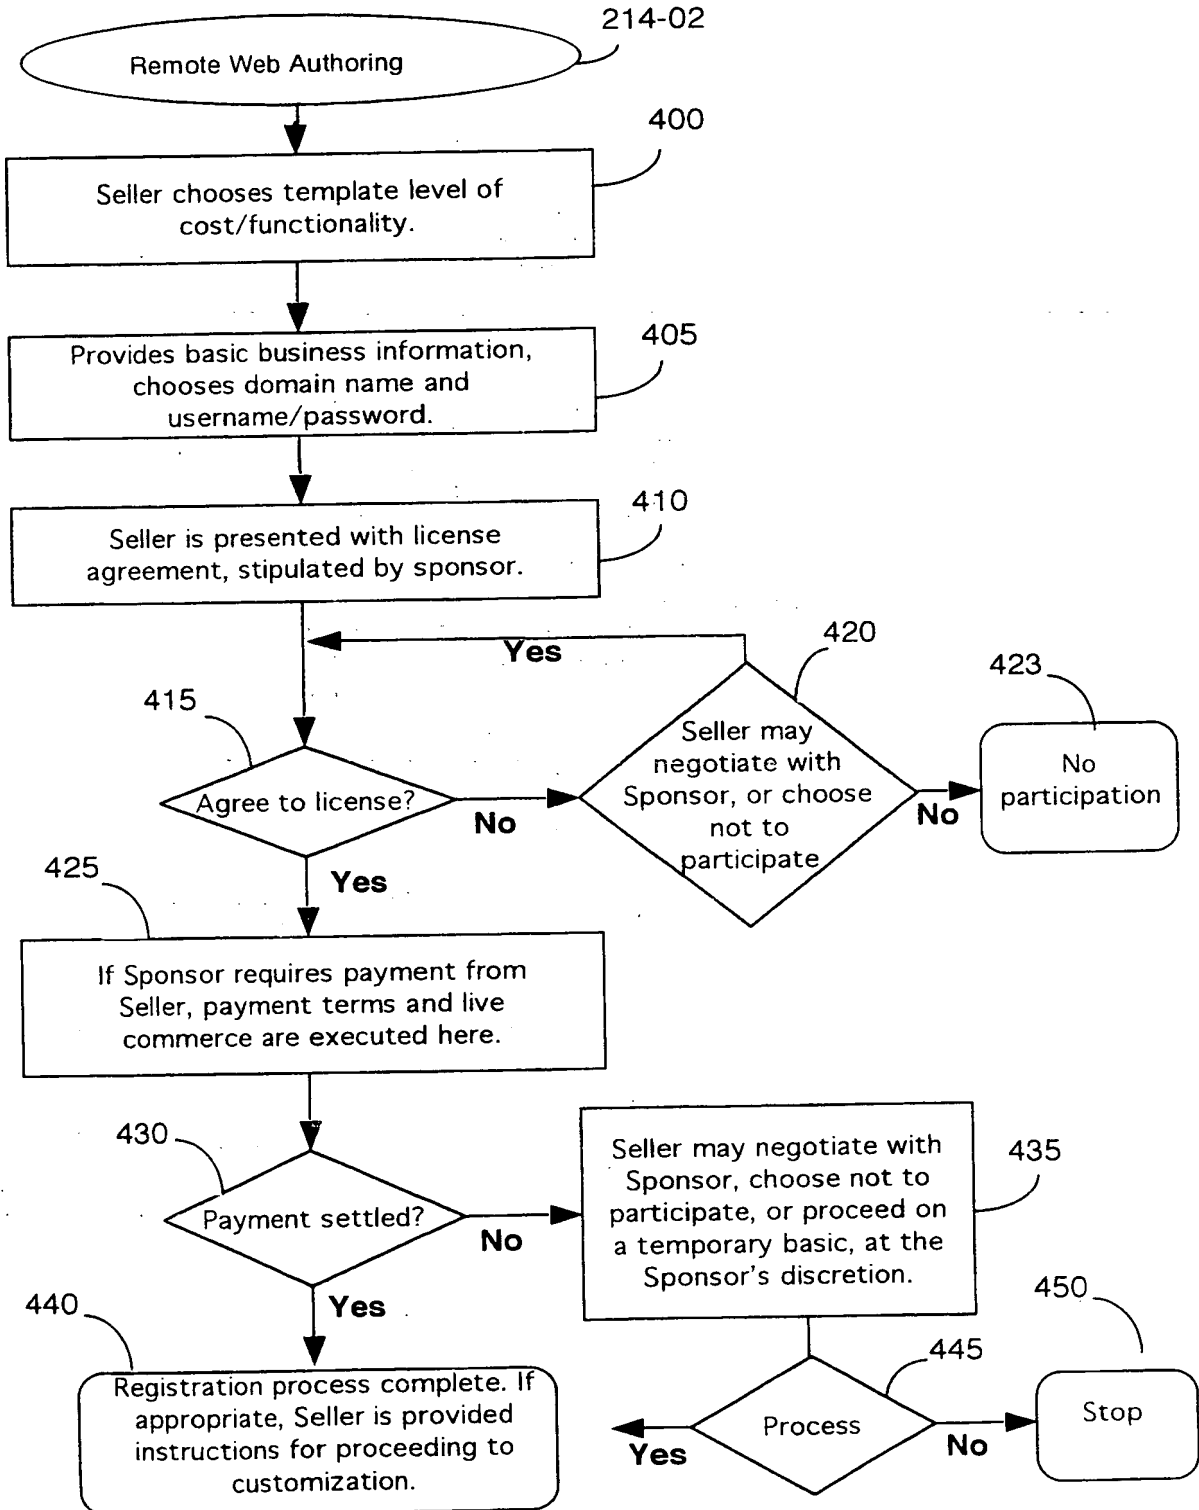 214-02
Remote Web Authoring
400
Seller chooses template level of
cost/functionality.
405
Provides basic business information,
chooses domain name and
username/password.
410
Seller is presented with license
agreement, stipulated by sponsor.
Yes
420
423
415
Seller may
negotiate with
Sponsor, or choose
not to
participate
No
participation
Agree to license?
No
No
425
Yes
If Sponsor requires payment from
Seller, payment terms and live
commerce are executed here.
430
Payment settled?
No
Seller may negotiate with
Sponsor, choose not to
participate, or proceed on
a temporary basic, at the
Sponsor's discretion.
435
Yes
440
450
445
Registration process complete. If
appropriate, Seller is provided
instructions for proceeding to
customization.
Process
Yes
No
Stop